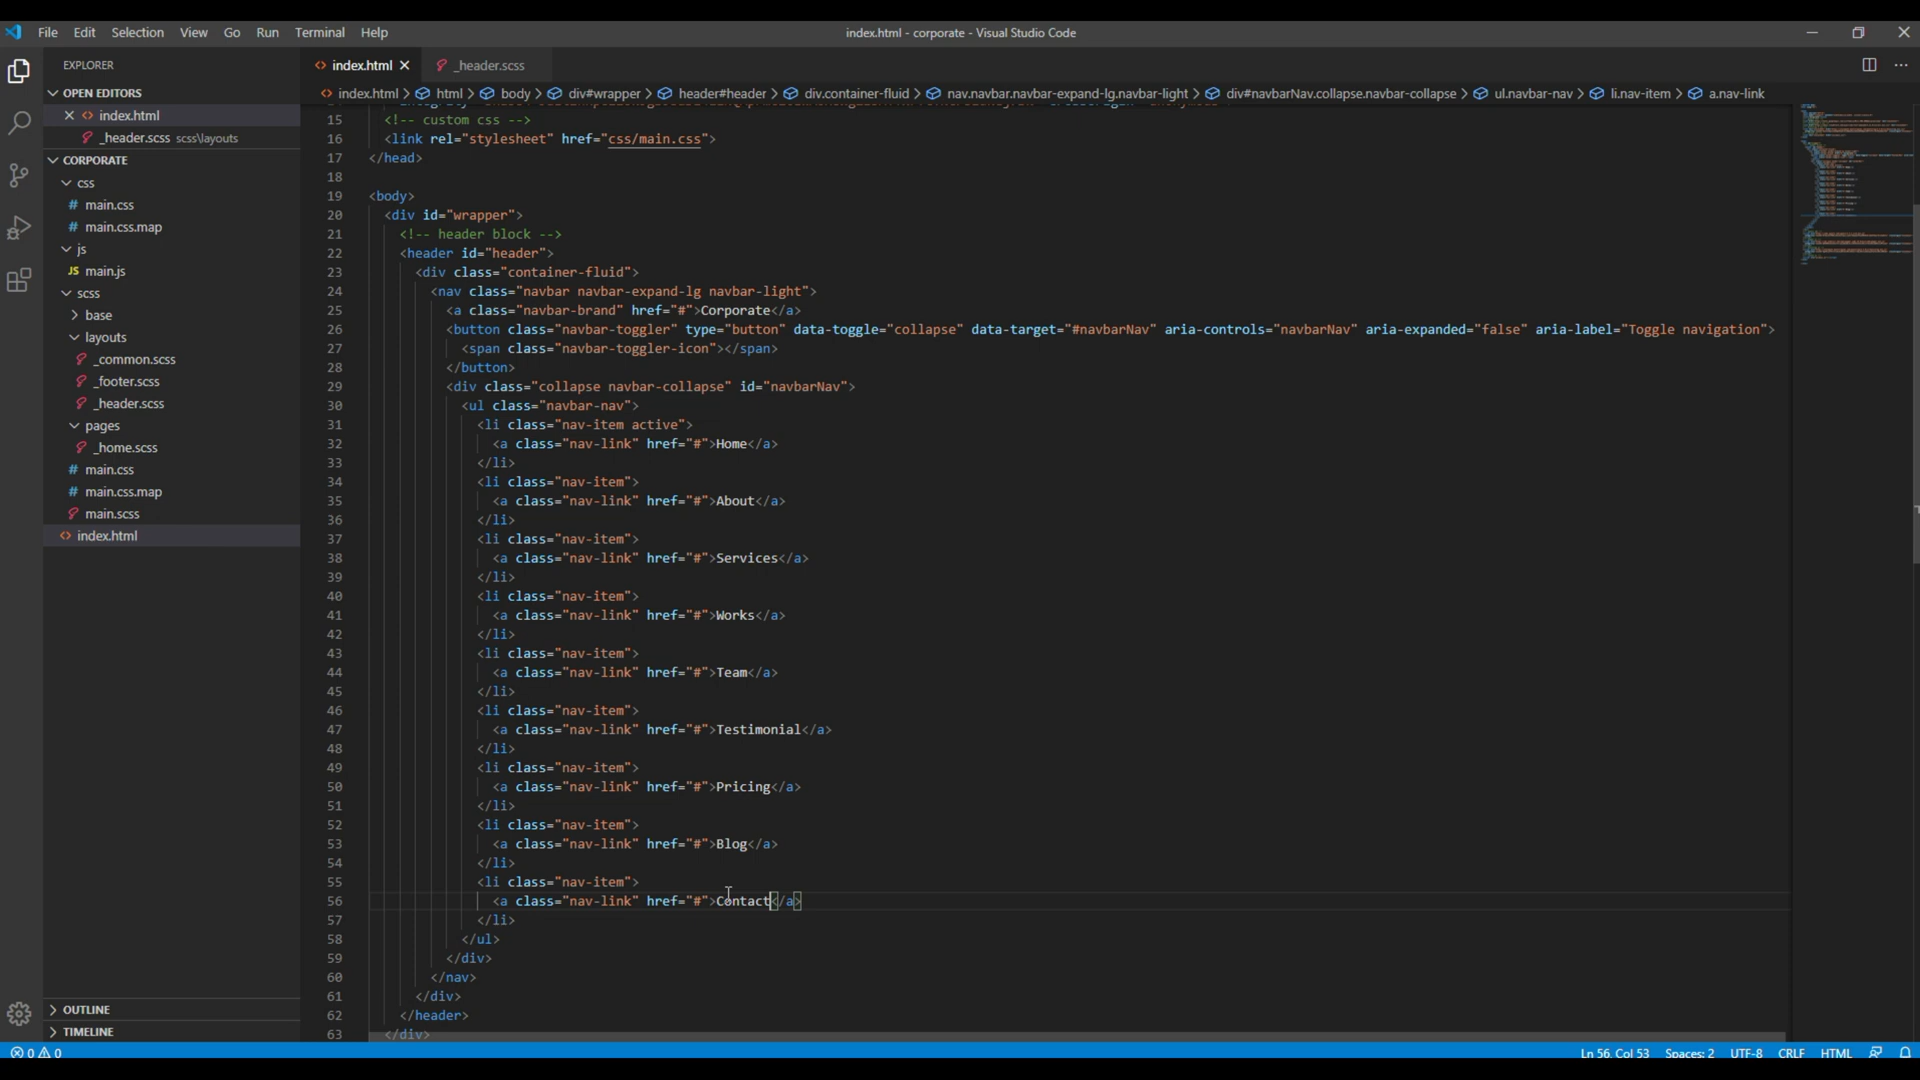 File Edit Selection View Go Run Terminal Help
index.html - corporate - Visual Studio Code
EXPLORER
OPEN EDITORS
index.html
_header.scss scss\layouts
CORPORATE
css
main.css
main.css.map
js
JS main.js
scss
base
layouts
_common.scss
_footer.scss
_header.scss
pages
_home.scss
# main.css
# main.css.map
main.scss
<> index.html
OUTLINE
TIMELINE
<> index.html
_header.scss
<> index.html > html > body > div#wrapper > header#header > div.container-fluid > nav.navbar.navbar-expand-lg.navbar-light > div#navbarNav.collapse.navbar-collapse > ul.navbar-nav > li.nav-item > a.nav-link
15 <!-- custom css -->
16 <link rel="stylesheet" href="css/main.css">
17 </head>
18
19 <body>
20 <div id="wrapper">
21 <!-- header block -->
22 <header id="header">
23 <div class="container-fluid">
24 <nav class="navbar navbar-expand-lg navbar-light">
25 <a class="navbar-brand" href="#">Corporate</a>
26 <button class="navbar-toggler" type="button" data-toggle="collapse" data-target="#navbarNav" aria-controls="navbarNav" aria-expanded="false" aria-label="Toggle navigation">
27 <span class="navbar-toggler-icon"></span>
28 </button>
29 <div class="collapse navbar-collapse" id="navbarNav">
30 <ul class="navbar-nav">
31 <li class="nav-item active">
32 <a class="nav-link" href="#">Home</a>
33 </li>
34 <li class="nav-item">
35 <a class="nav-link" href="#">About</a>
36 </li>
37 <li class="nav-item">
38 <a class="nav-link" href="#">Services</a>
39 </li>
40 <li class="nav-item">
41 <a class="nav-link" href="#">Works</a>
42 </li>
43 <li class="nav-item">
44 <a class="nav-link" href="#">Team</a>
45 </li>
46 <li class="nav-item">
47 <a class="nav-link" href="#">Testimonial</a>
48 </li>
49 <li class="nav-item">
50 <a class="nav-link" href="#">Pricing</a>
51 </li>
52 <li class="nav-item">
53 <a class="nav-link" href="#">Blog</a>
54 </li>
55 <li class="nav-item">
56 <a class="nav-link" href="#">Contact</a>
57 </li>
58 </ul>
59 </div>
60 </nav>
61 </div>
62 </header>
63 </div>
0 0
Ln 56, Col 53 Spaces: 2 UTF-8 CRLF HTML